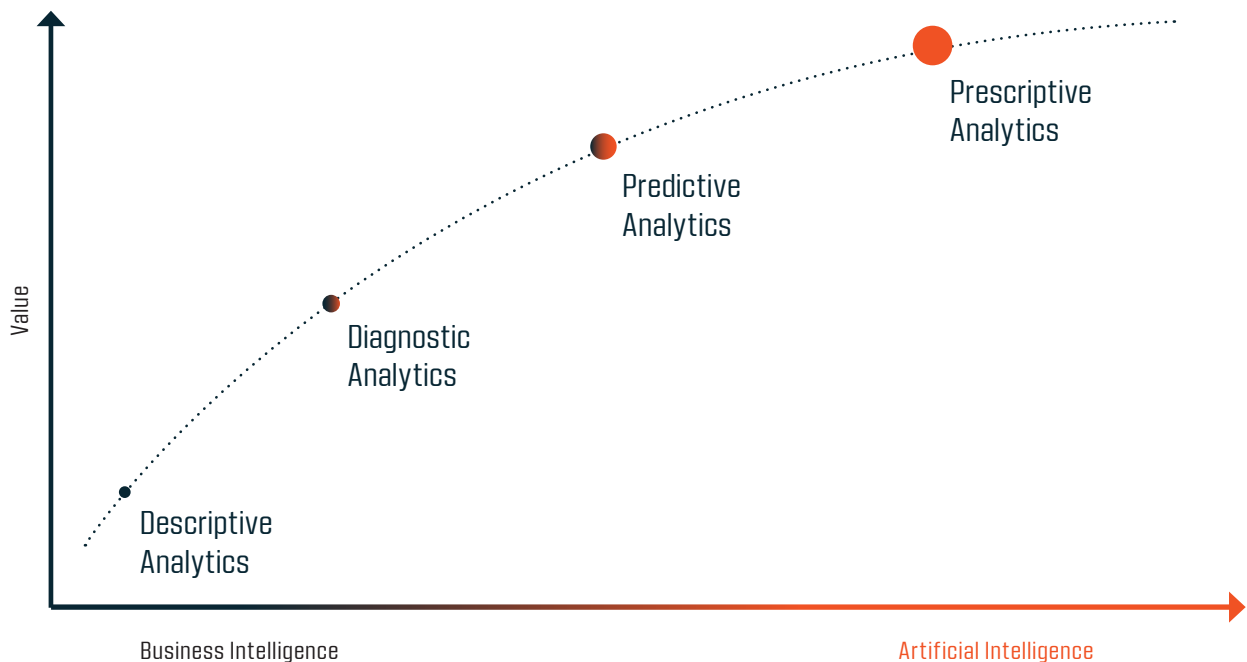 Prescriptive
Analytics
Predictive
Analytics
Value
Diagnostic
Analytics
Descriptive
Analytics
Business Intelligence
Artificial Intelligence